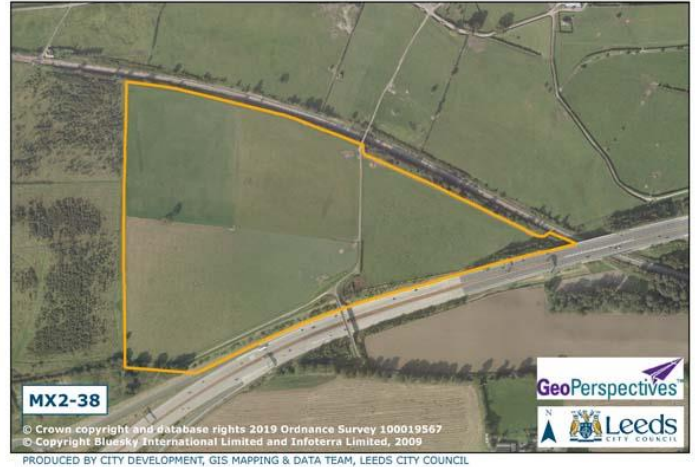 MX2-38
© Crown copyright and database rights 2019 Ordnance Survey 100019567
© Copyright Bluesky International Limited and Infoterra Limited, 2009
GeoPerspectives™
N
Leeds
CITY COUNCIL
PRODUCED BY CITY DEVELOPMENT, GIS MAPPING & DATA TEAM, LEEDS CITY COUNCIL